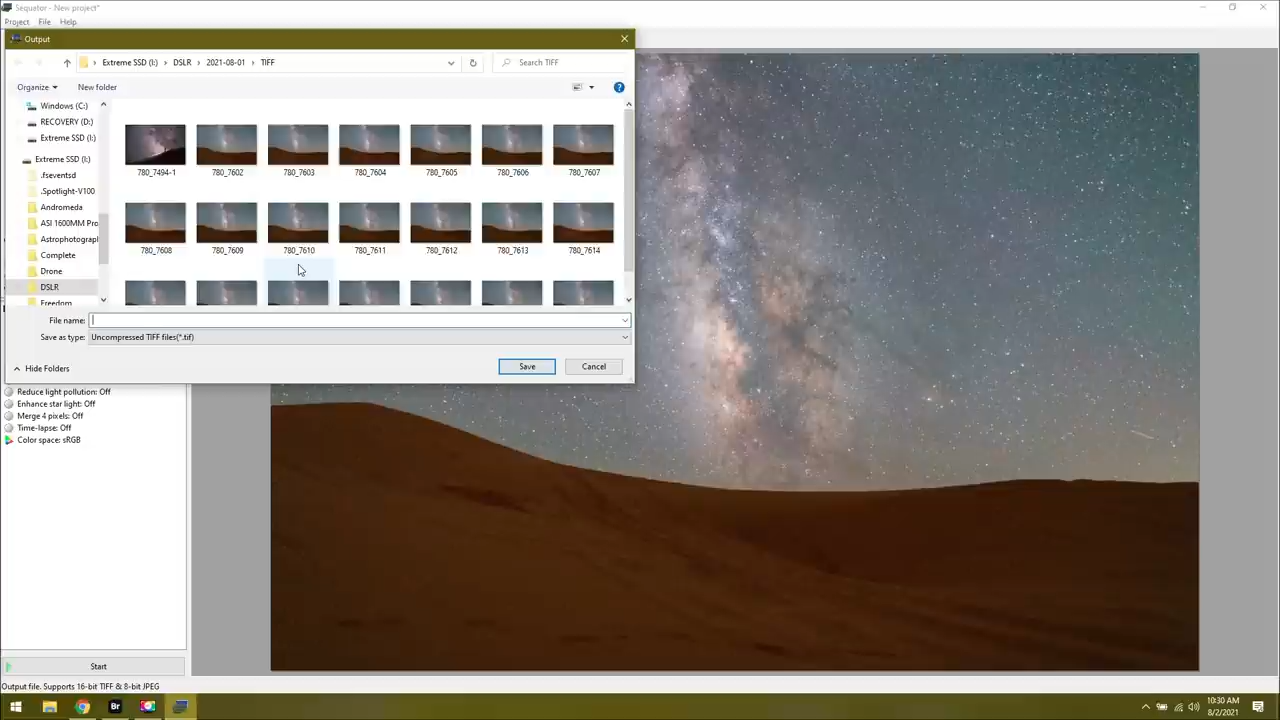 Sequator - New project*
Project File Help
Output
Extreme SSD (I:) > DSLR > 2021-08-01 > TIFF
Search TIFF
Organize
New folder
Windows (C:)
RECOVERY (D:)
Extreme SSD (I:)
Extreme SSD (I:)
.fseventsd
.Spotlight-V100
Andromeda
ASI 1600MM Pro
Astrophotograp
Complete
Drone
DSLR
Freedom
780_7494-1 780_7602 780_7603 780_7604 780_7605 780_7606 780_7607
780_7608 780_7609 780_7610 780_7611 780_7612 780_7613 780_7614
File name:
Save as type: Uncompressed TIFF files(*.tif)
Hide Folders
Save
Cancel
Reduce light pollution: Off
Enhance star light: Off
Merge 4 pixels: Off
Time-lapse: Off
Color space: sRGB
Start
Output file. Supports 16-bit TIFF & 8-bit JPEG
Br
10:30 AM
8/2/2021